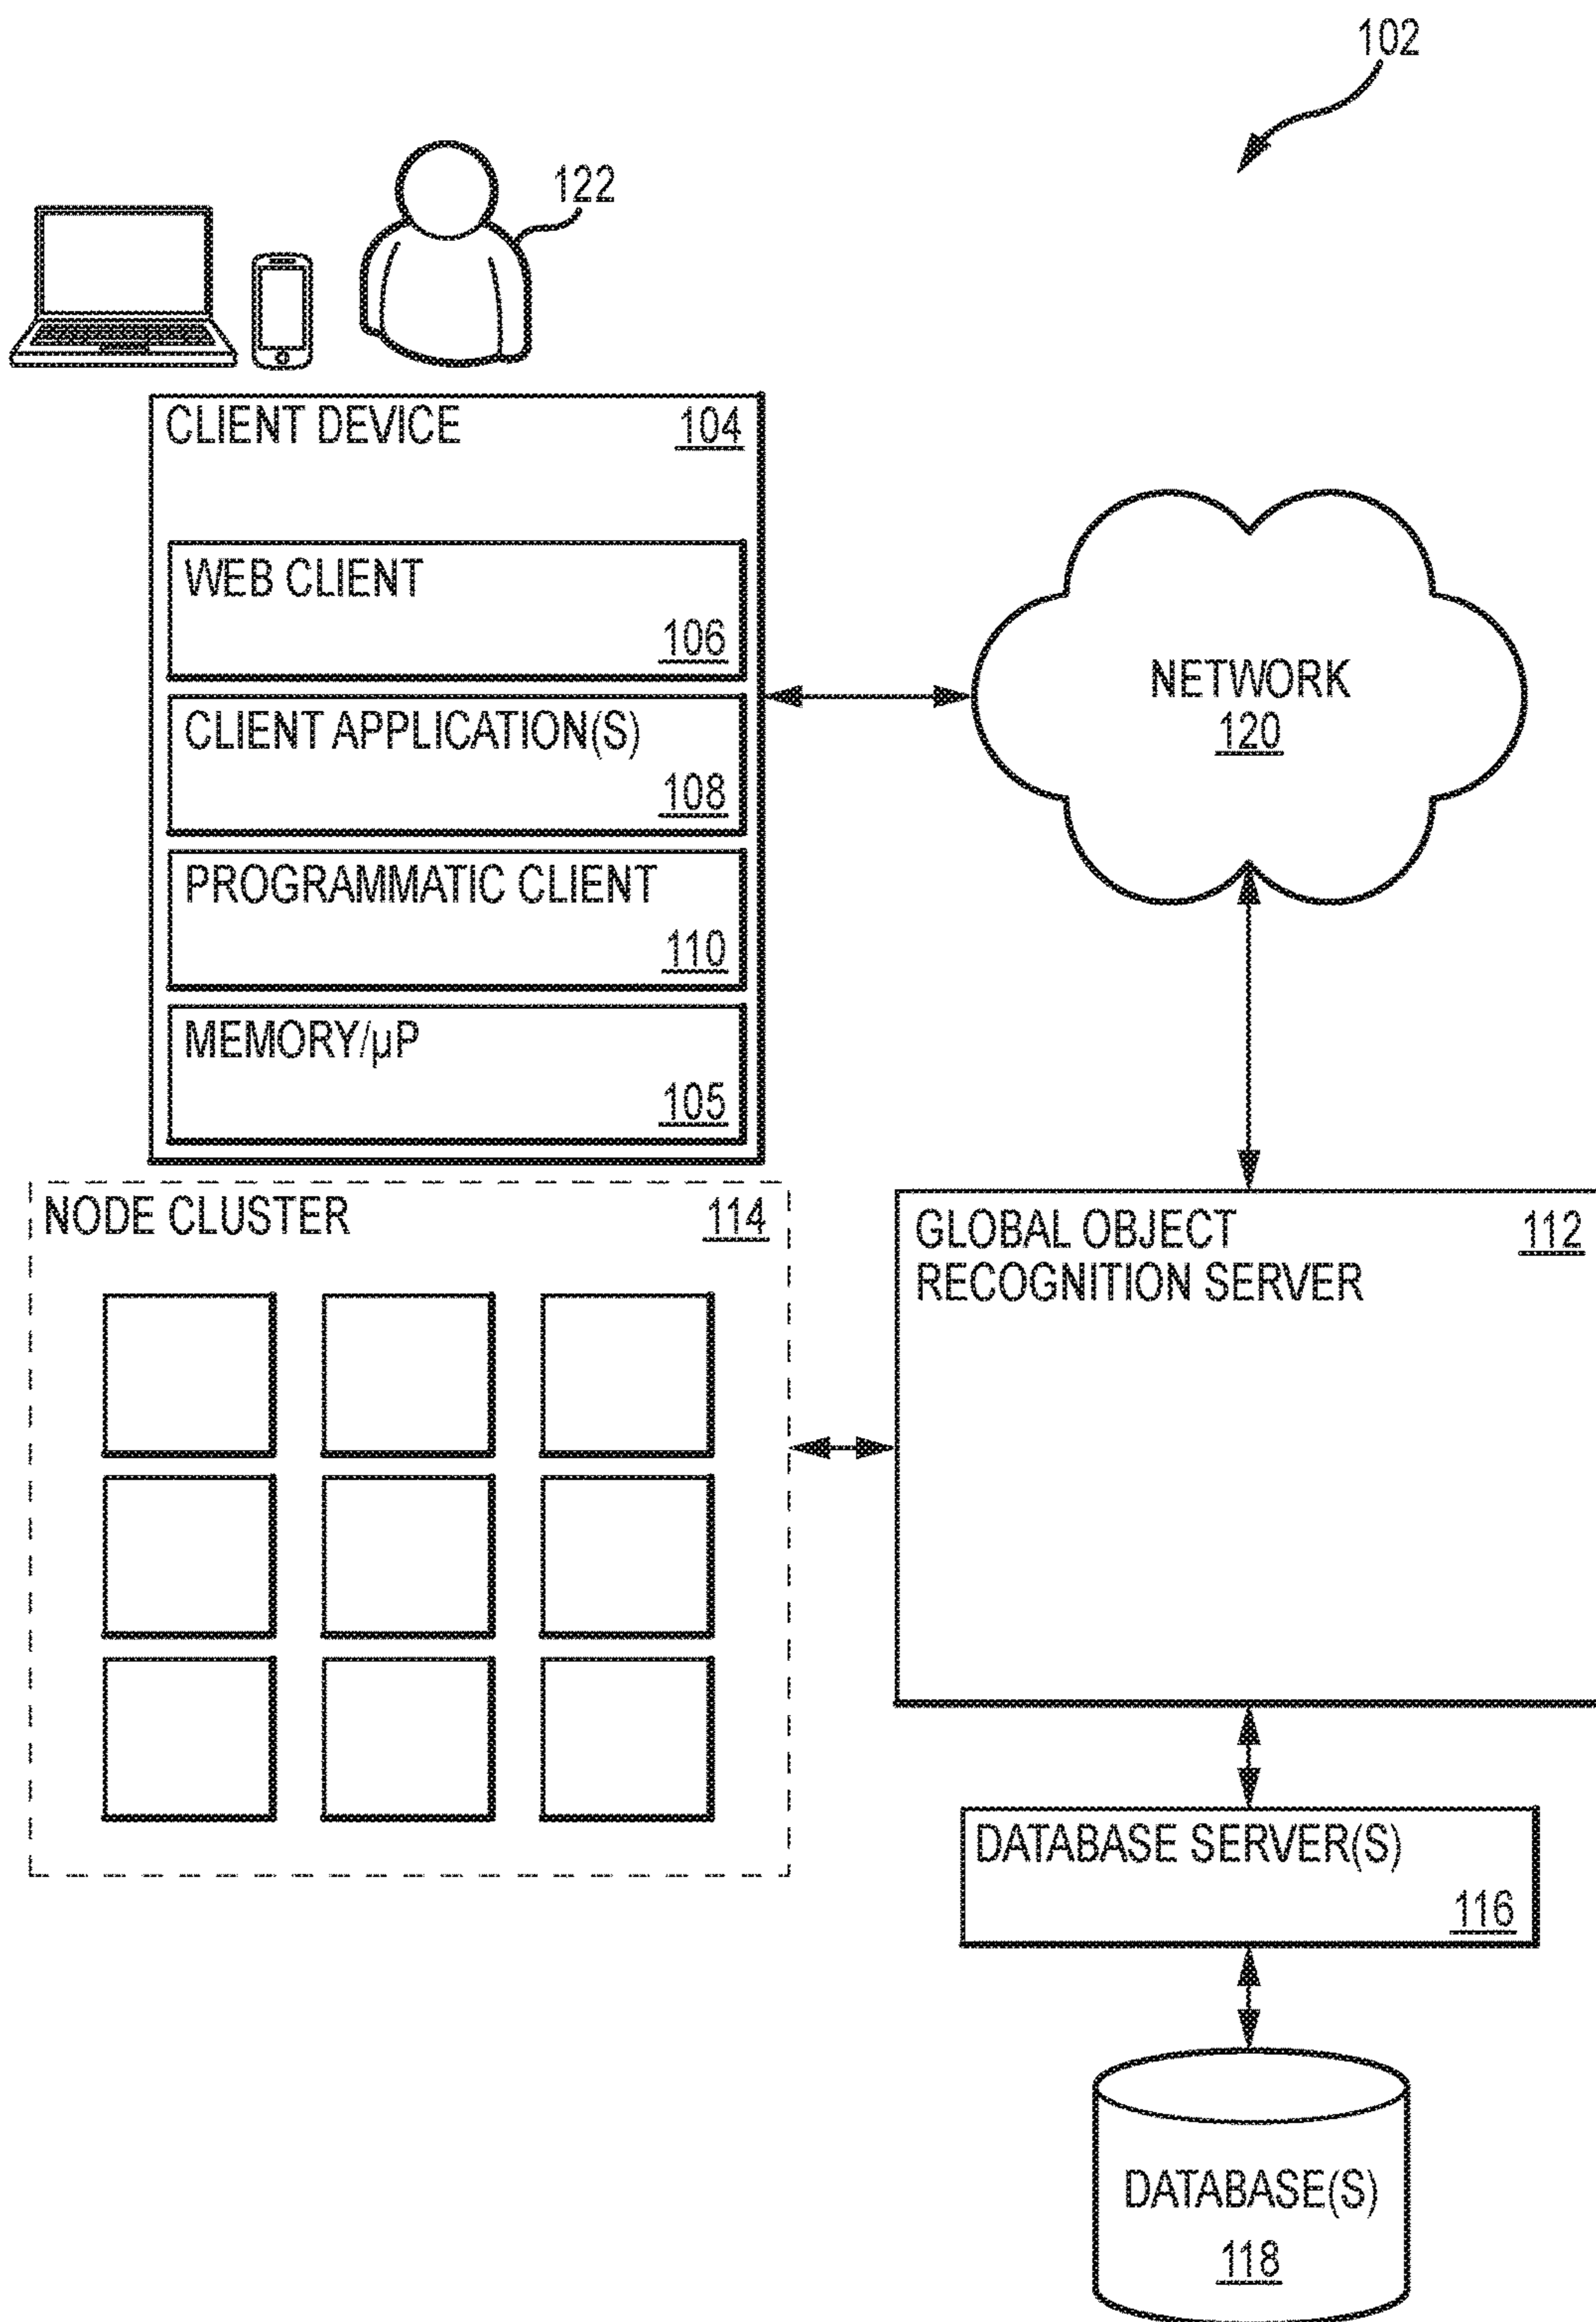 102
122
CLIENT DEVICE 104
WEB CLIENT
106
CLIENT APPLICATION(S)
108
PROGRAMMATIC CLIENT
110
MEMORY/μP
105
NETWORK
120
NODE CLUSTER 114
GLOBAL OBJECT 112
RECOGNITION SERVER
DATABASE SERVER(S)
116
DATABASE(S)
118